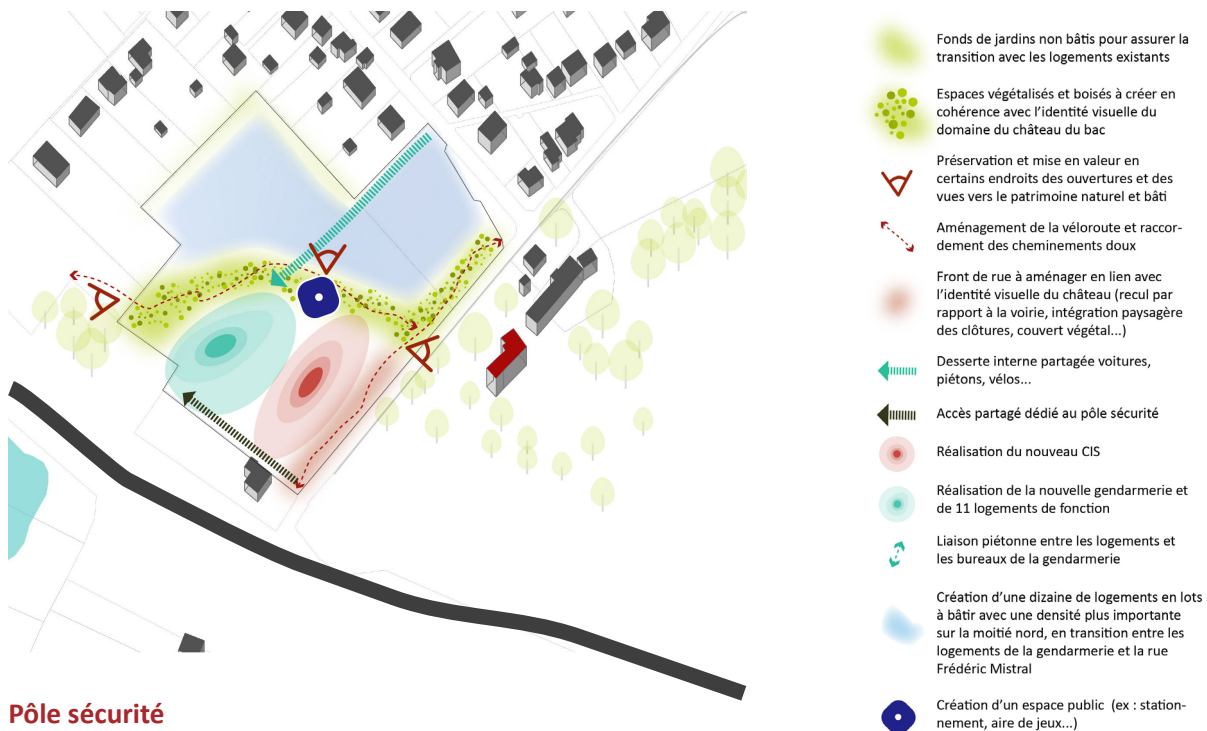 Fonds de jardins non bâtis pour assurer la
transition avec les logements existants
Espaces végétalisés et boisés à créer en
cohérence avec l'identité visuelle du
domaine du château du bac
Préservation et mise en valeur en
certains endroits des ouvertures et des
vues vers le patrimoine naturel et bâti
Aménagement de la véloroute et raccor-
dement des cheminements doux
Front de rue à aménager en lien avec
l'identité visuelle du château (recul par
rapport à la voirie, intégration paysagère
des clôtures, couvert végétal...)
Desserte interne partagée voitures,
piétons, vélos...
Accès partagé dédié au pôle sécurité
Réalisation du nouveau CIS
Réalisation de la nouvelle gendarmerie et
de 11 logements de fonction
Liaison piétonne entre les logements et
les bureaux de la gendarmerie
Création d'une dizaine de logements en lots
à bâtir avec une densité plus importante
sur la moitié nord, en transition entre les
logements de la gendarmerie et la rue
Frédéric Mistral
Création d'un espace public (ex : station-
nement, aire de jeux...)
Pôle sécurité